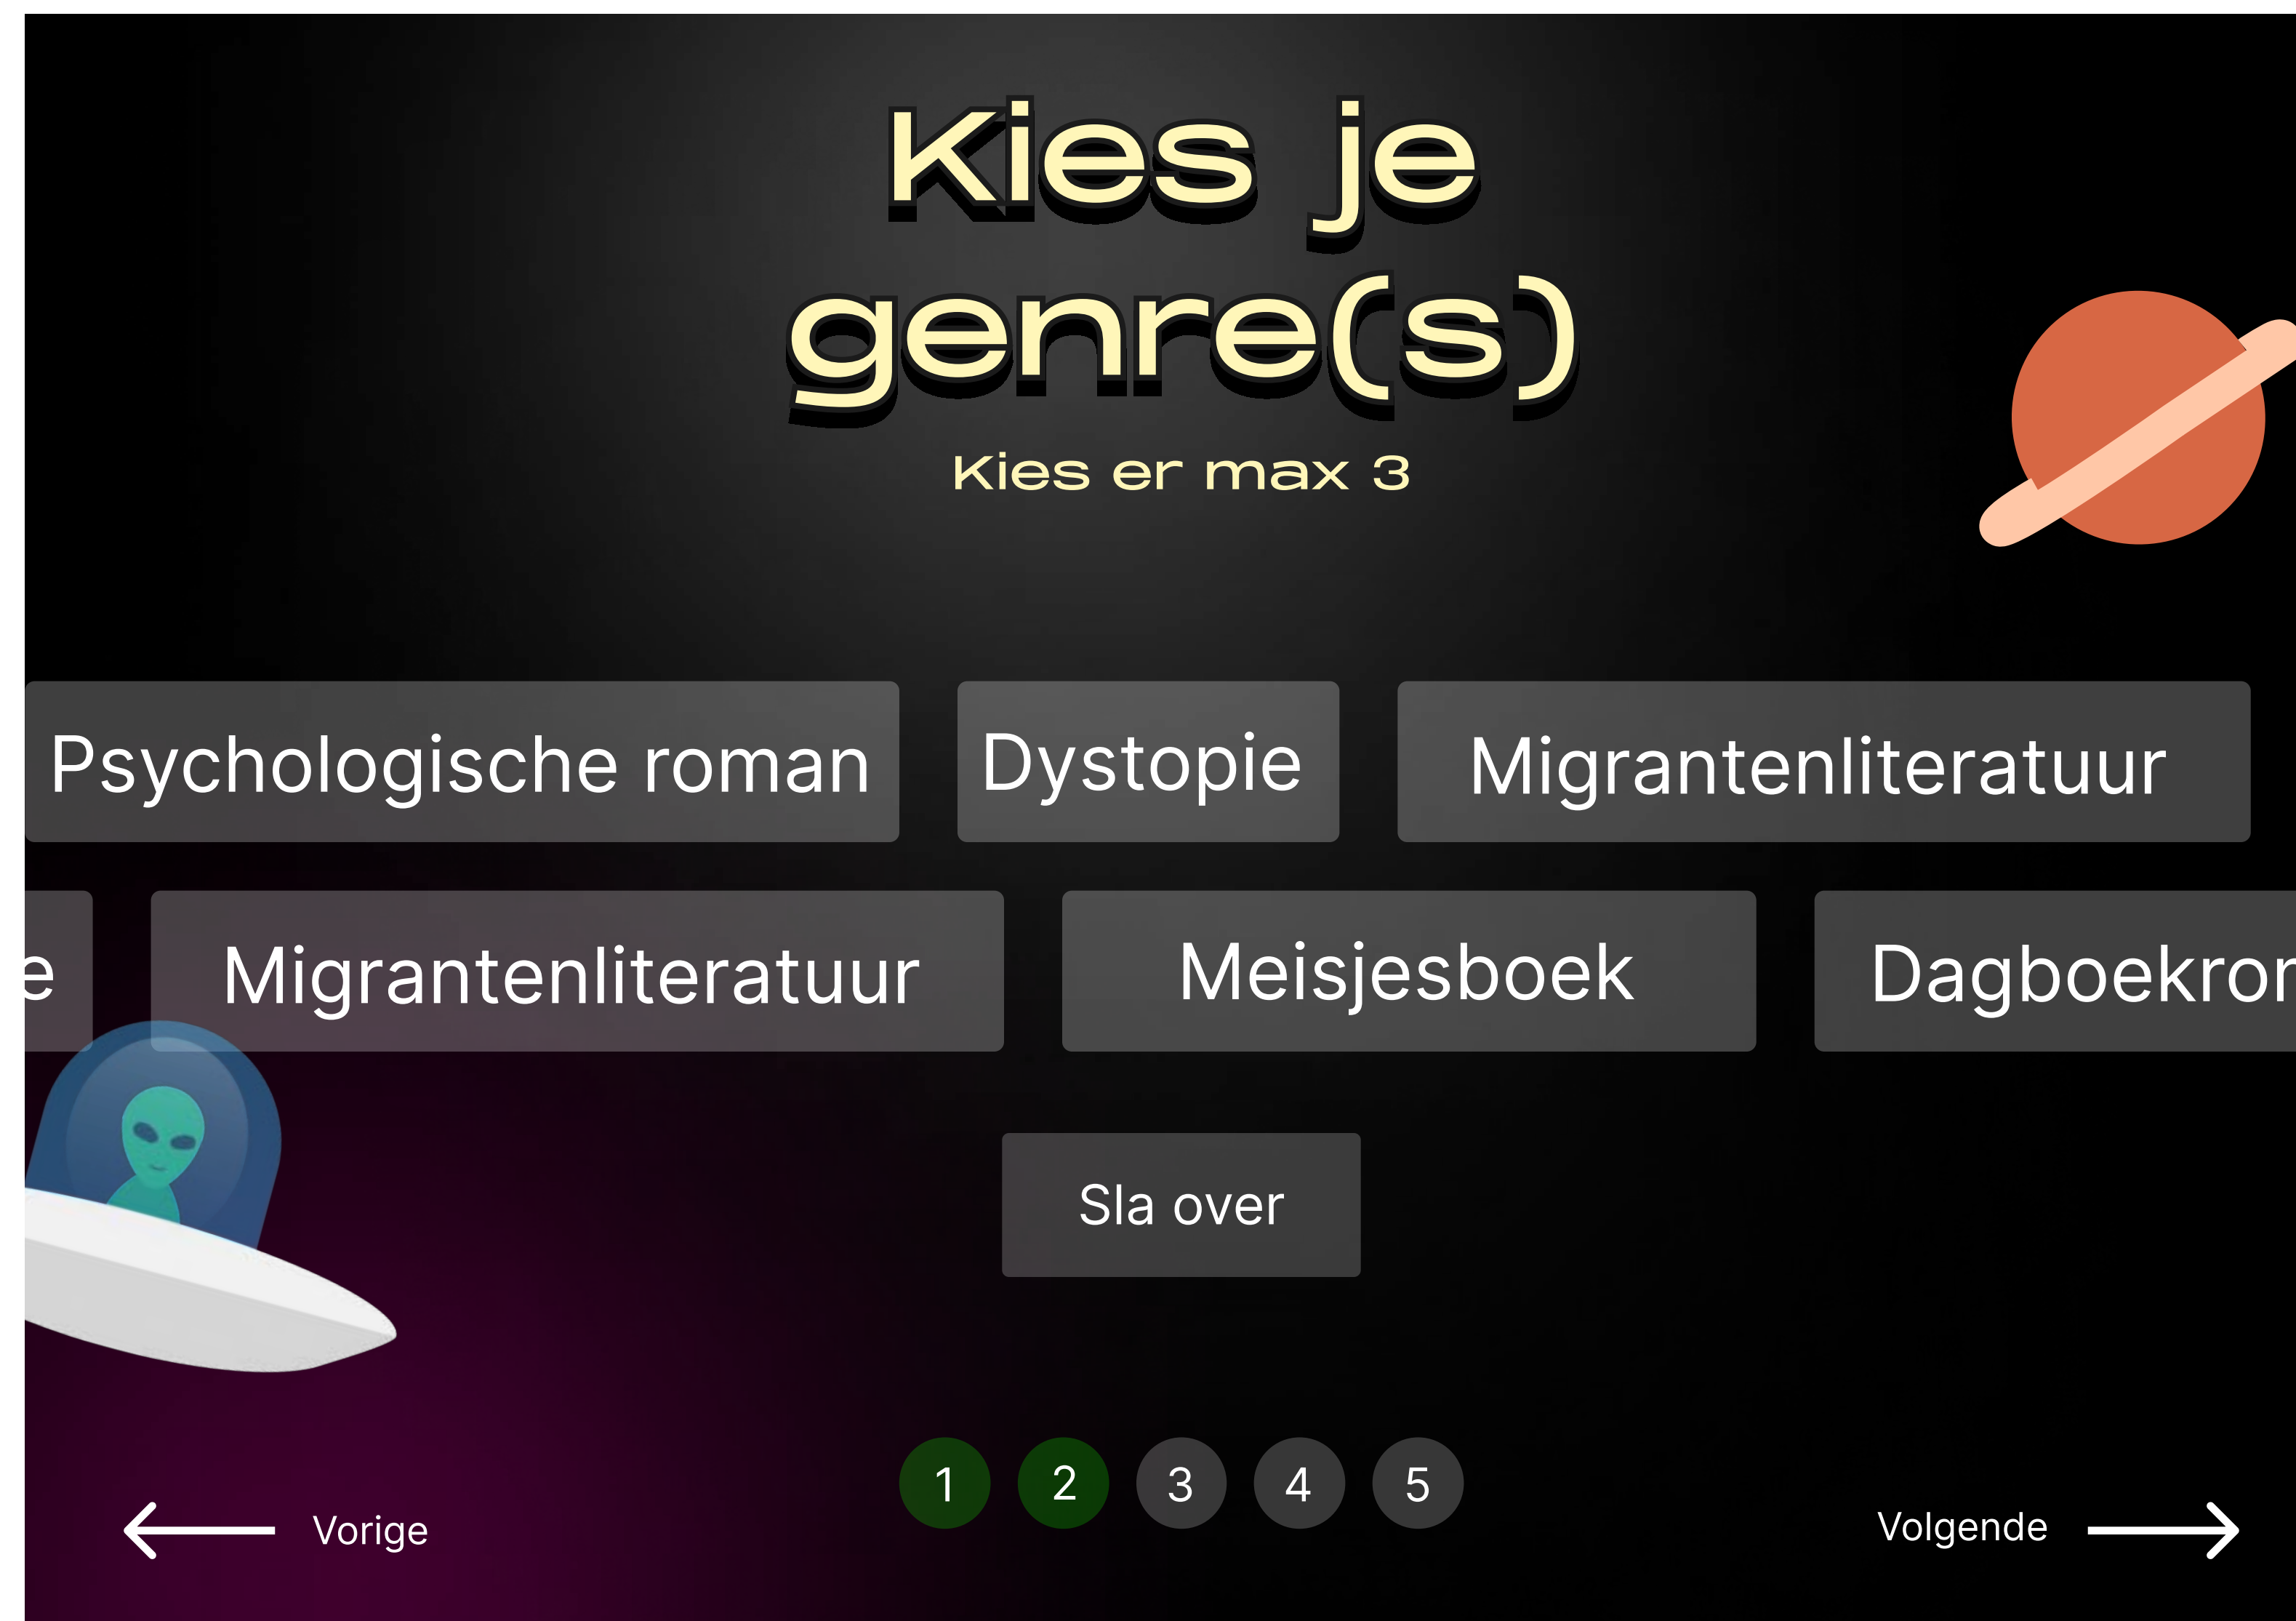 Kies je
genre(s)
Kies er max 3
Psychologische roman Dystopie Migrantenliteratuur
e Migrantenliteratuur Meisjesboek Dagboekror
Sla over
1 2 3 4 5
Vorige Volgende